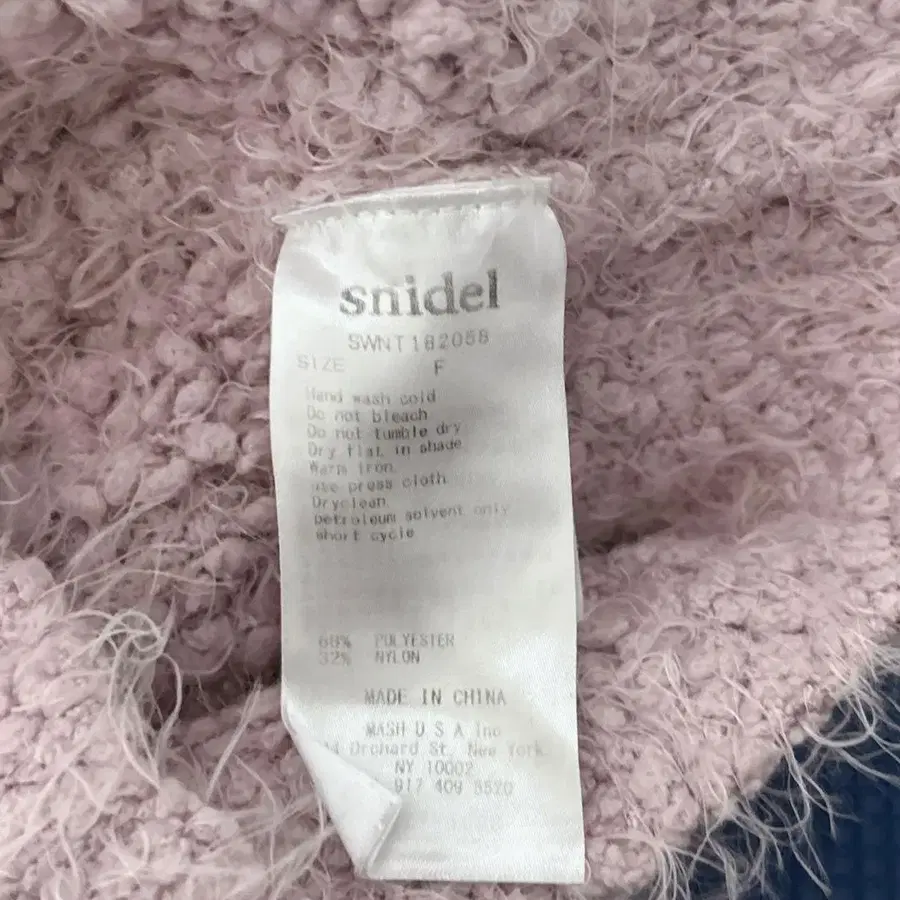 snidel
SWNT182058
SIZE F
Hand wash cold
Do not bleach
Do not tumble dry
Dry flat in shade
Warm iron
use press cloth
Dryclean
petroleum solvent only
short cycle
68% POLYESTER
32% NYLON
MADE IN CHINA
MASH U S A Inc
Orchard St. New York
NY 10002
917 409 5520